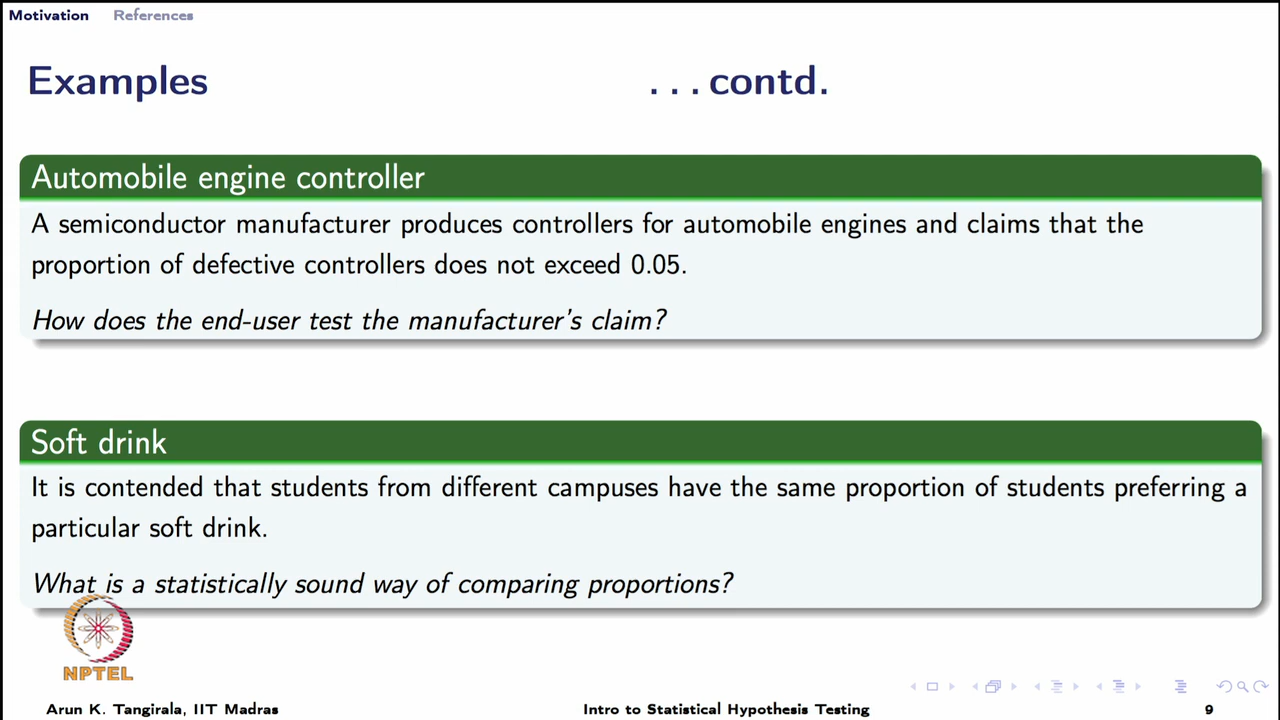 Motivation References
Examples ...contd.
Automobile engine controller
A semiconductor manufacturer produces controllers for automobile engines and claims that the
proportion of defective controllers does not exceed 0.05.
How does the end-user test the manufacturer's claim?
Soft drink
It is contended that students from different campuses have the same proportion of students preferring a
particular soft drink.
What is a statistically sound way of comparing proportions?
NPTEL
Arun K. Tangirala, IIT Madras Intro to Statistical Hypothesis Testing 9